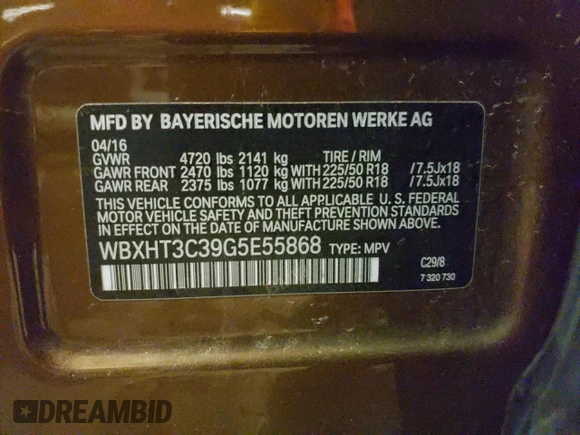 MFD BY BAYERISCHE MOTOREN WERKE AG
04/16
GVWR 4720 lbs 2141 kg TIRE / RIM
GAWR FRONT 2470 lbs 1120 kg WITH 225/50 R18 /7.5Jx18
GAWR REAR 2375 lbs 1077 kg WITH 225/50 R18 /7.5Jx18
THIS VEHICLE CONFORMS TO ALL APPLICABLE U. S. FEDERAL
MOTOR VEHICLE SAFETY AND THEFT PREVENTION STANDARDS
IN EFFECT ON THE DATE OF MANUFACTURE SHOWN ABOVE.
WBXHT3C39G5E55868 TYPE: MPV
C29/8
7 320 730
DREAMBID